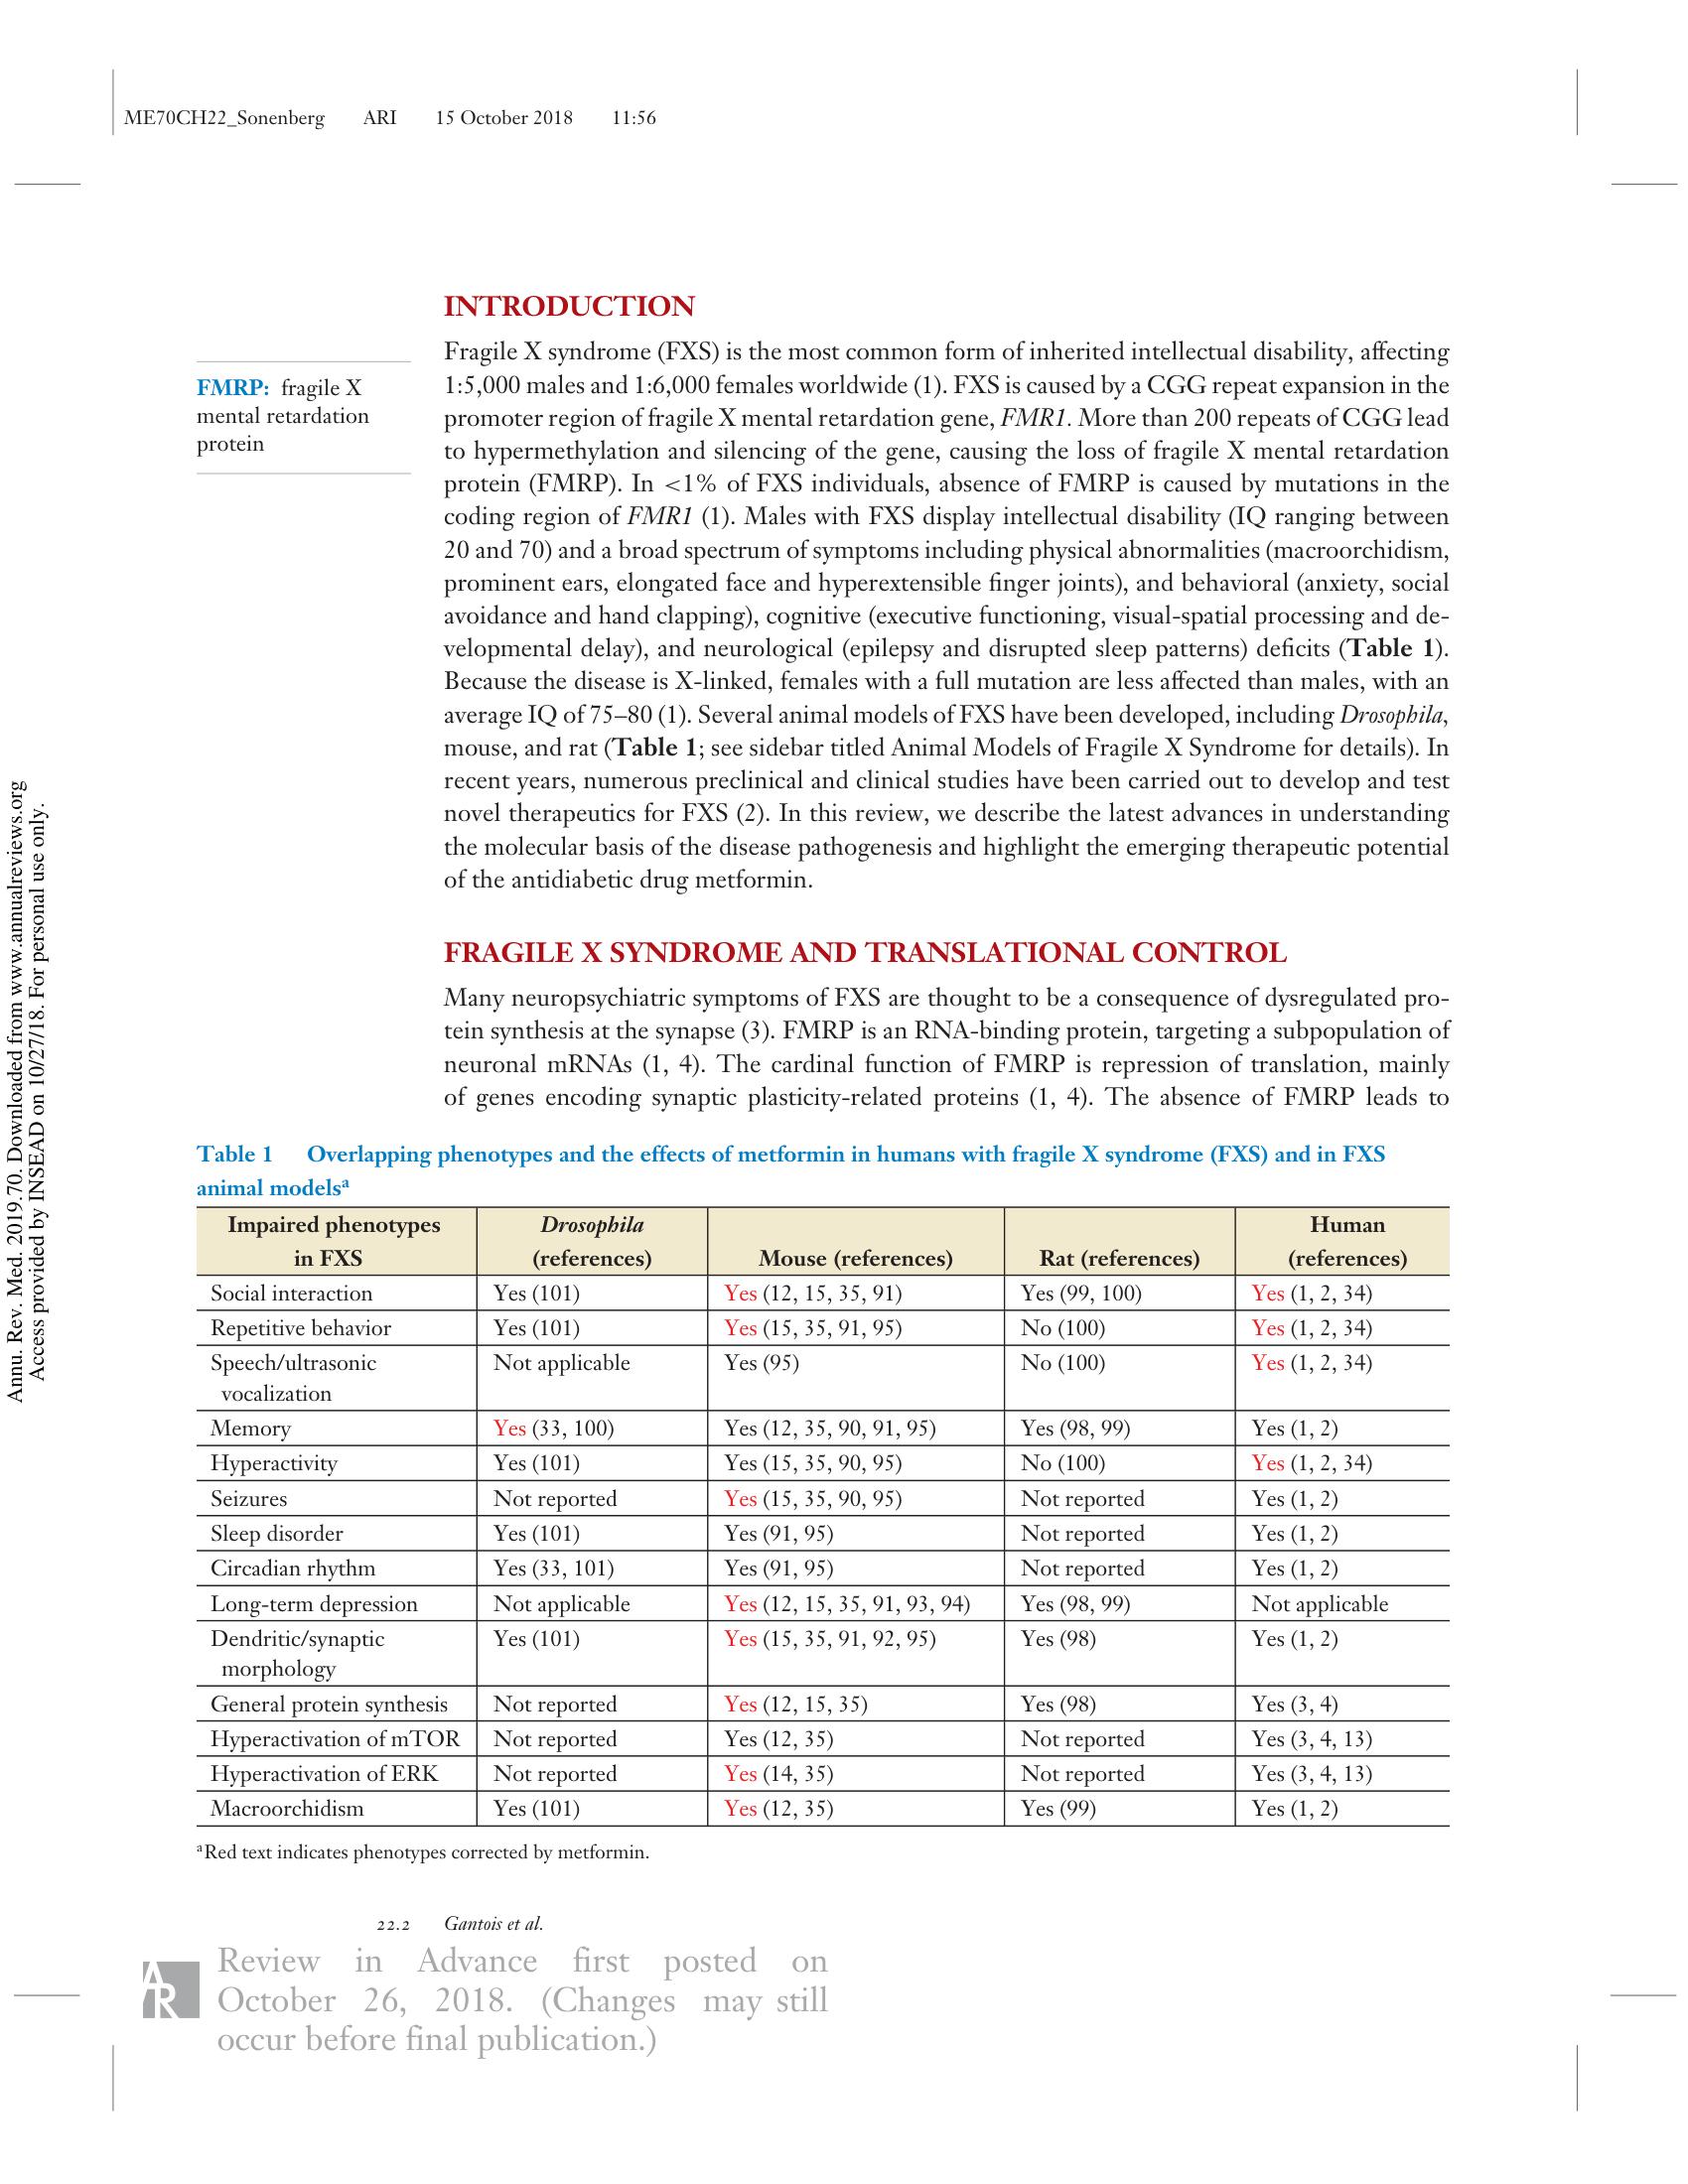 ME70CH22_Sonenberg ARI 15 October 2018 11:56
INTRODUCTION
Fragile X syndrome (FXS) is the most common form of inherited intellectual disability, affecting
1:5,000 males and 1:6,000 females worldwide (1). FXS is caused by a CGG repeat expansion in the
promoter region of fragile X mental retardation gene, FMR1. More than 200 repeats of CGG lead
to hypermethylation and silencing of the gene, causing the loss of fragile X mental retardation
protein (FMRP). In <1% of FXS individuals, absence of FMRP is caused by mutations in the
coding region of FMR1 (1). Males with FXS display intellectual disability (IQ ranging between
20 and 70) and a broad spectrum of symptoms including physical abnormalities (macroorchidism,
prominent ears, elongated face and hyperextensible finger joints), and behavioral (anxiety, social
avoidance and hand clapping), cognitive (executive functioning, visual-spatial processing and de-
velopmental delay), and neurological (epilepsy and disrupted sleep patterns) deficits (Table 1).
Because the disease is X-linked, females with a full mutation are less affected than males, with an
average IQ of 75–80 (1). Several animal models of FXS have been developed, including Drosophila,
mouse, and rat (Table 1; see sidebar titled Animal Models of Fragile X Syndrome for details). In
recent years, numerous preclinical and clinical studies have been carried out to develop and test
novel therapeutics for FXS (2). In this review, we describe the latest advances in understanding
the molecular basis of the disease pathogenesis and highlight the emerging therapeutic potential
of the antidiabetic drug metformin.
FMRP: fragile X
mental retardation
protein
FRAGILE X SYNDROME AND TRANSLATIONAL CONTROL
Many neuropsychiatric symptoms of FXS are thought to be a consequence of dysregulated pro-
tein synthesis at the synapse (3). FMRP is an RNA-binding protein, targeting a subpopulation of
neuronal mRNAs (1, 4). The cardinal function of FMRP is repression of translation, mainly
of genes encoding synaptic plasticity-related proteins (1, 4). The absence of FMRP leads to
Table 1 Overlapping phenotypes and the effects of metformin in humans with fragile X syndrome (FXS) and in FXS
animal modelsa
Impaired phenotypes in FXS Drosophila (references) Mouse (references) Rat (references) Human (references)
Social interaction Yes (101) Yes (12, 15, 35, 91) Yes (99, 100) Yes (1, 2, 34)
Repetitive behavior Yes (101) Yes (15, 35, 91, 95) No (100) Yes (1, 2, 34)
Speech/ultrasonic Not applicable Yes (95) No (100) Yes (1, 2, 34)
vocalization
Memory Yes (33, 100) Yes (12, 35, 90, 91, 95) Yes (98, 99) Yes (1, 2)
Hyperactivity Yes (101) Yes (15, 35, 90, 95) No (100) Yes (1, 2, 34)
Seizures Not reported Yes (15, 35, 90, 95) Not reported Yes (1, 2)
Sleep disorder Yes (101) Yes (91, 95) Not reported Yes (1, 2)
Circadian rhythm Yes (33, 101) Yes (91, 95) Not reported Yes (1, 2)
Long-term depression Not applicable Yes (12, 15, 35, 91, 93, 94) Yes (98, 99) Not applicable
Dendritic/synaptic Yes (101) Yes (15, 35, 91, 92, 95) Yes (98) Yes (1, 2)
morphology
General protein synthesis Not reported Yes (12, 15, 35) Yes (98) Yes (3, 4)
Hyperactivation of mTOR Not reported Yes (12, 35) Not reported Yes (3, 4, 13)
Hyperactivation of ERK Not reported Yes (14, 35) Not reported Yes (3, 4, 13)
Macroorchidism Yes (101) Yes (12, 35) Yes (99) Yes (1, 2)
aRed text indicates phenotypes corrected by metformin.
22.2 Gantois et al.
AR
Review in Advance first posted on
October 26, 2018. (Changes may still
occur before final publication.)
Annu. Rev. Med. 2019.70. Downloaded from www.annualreviews.org
Access provided by INSEAD on 10/27/18. For personal use only.